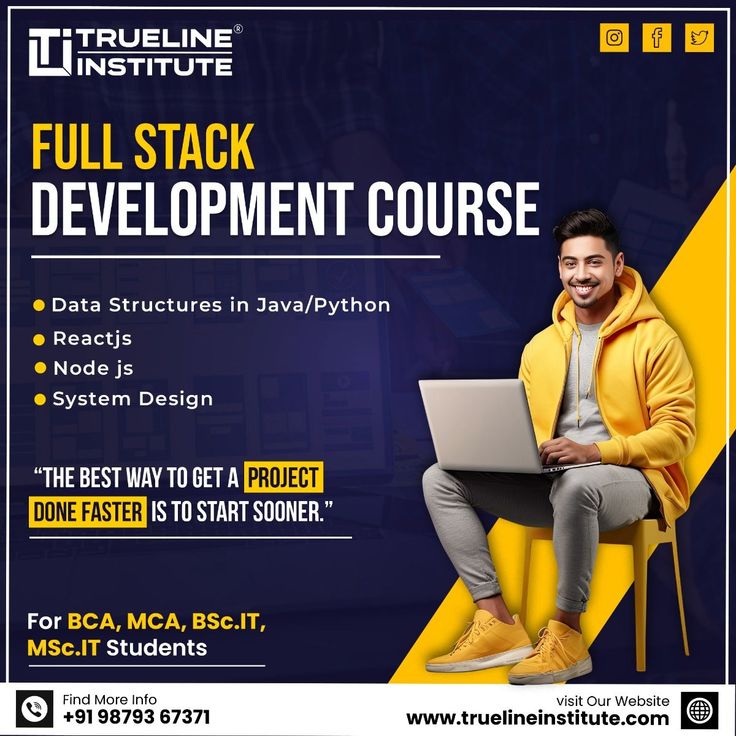 TRUELINE®
INSTITUTE
FULL STACK
DEVELOPMENT COURSE
Data Structures in Java/Python
Reactjs
Node js
System Design
“THE BEST WAY TO GET A PROJECT
DONE FASTER IS TO START SOONER.”
For BCA, MCA, BSc.IT,
MSc.IT Students
Find More Info
+91 98793 67371
visit Our Website
www.truelineinstitute.com